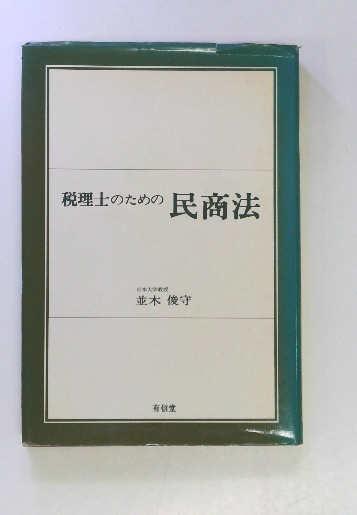 税理士のための 民商法
日本大学教授
並木 俊守
有信堂